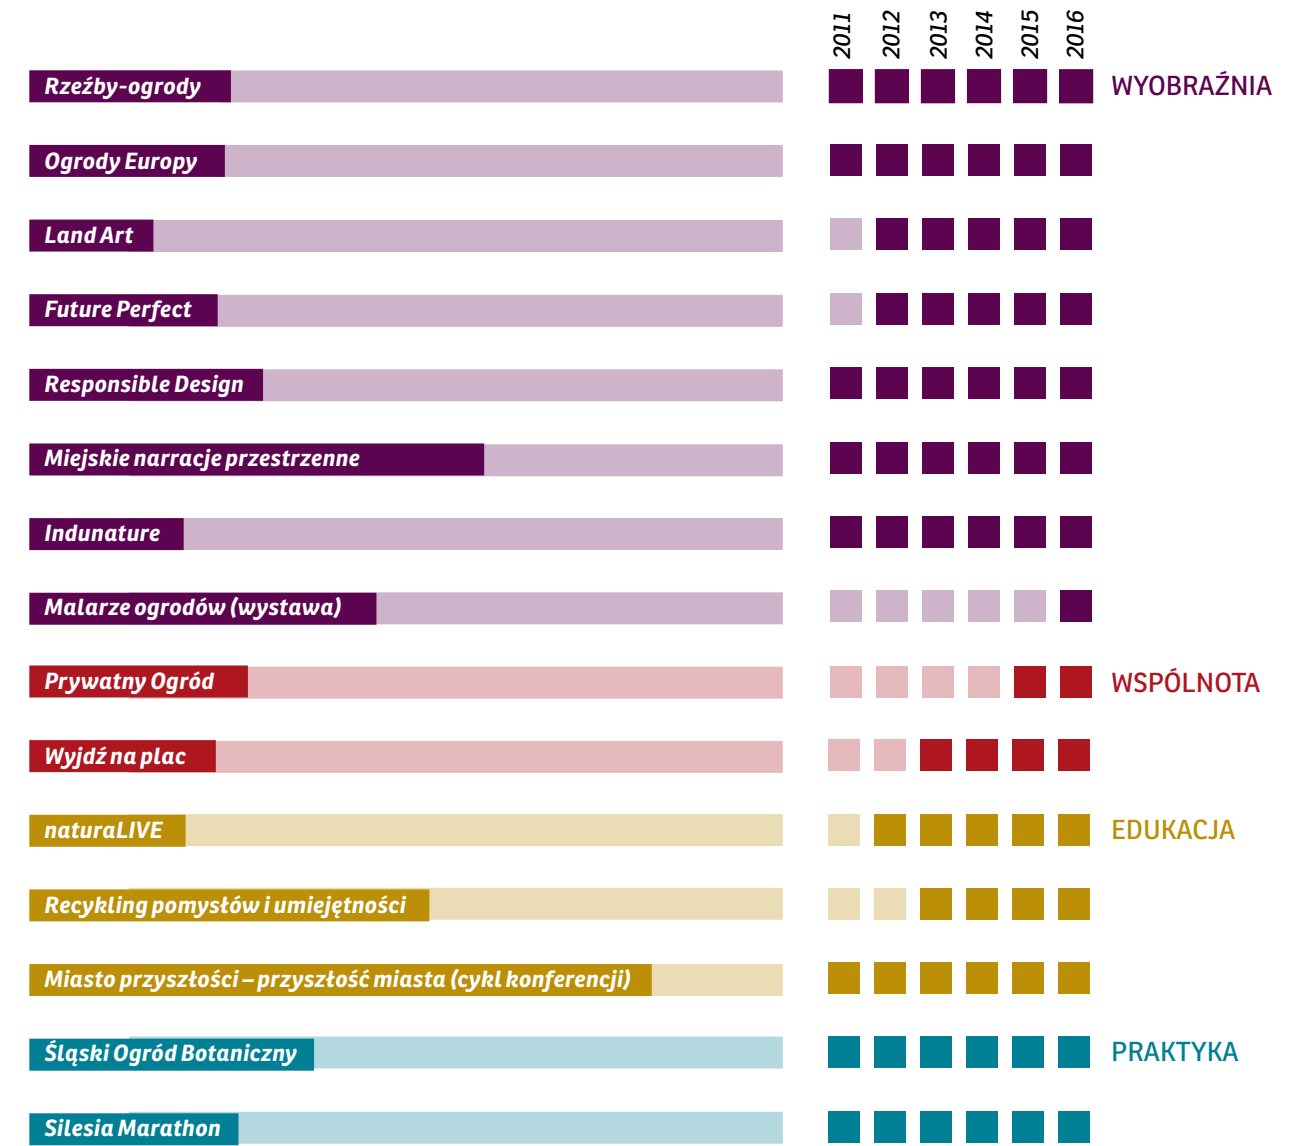 2011 2012 2013 2014 2015 2016
Rzeźby-ogrody WYOBRAŹNIA
Ogrody Europy
Land Art
Future Perfect
Responsible Design
Miejskie narracje przestrzenne
Indunature
Malarze ogrodów (wystawa)
Prywatny Ogród WSPÓLNOTA
Wyjdź na plac
naturaLIVE EDUKACJA
Recykling pomysłów i umiejętności
Miasto przyszłości – przyszłość miasta (cykl konferencji)
Śląski Ogród Botaniczny PRAKTYKA
Silesia Marathon